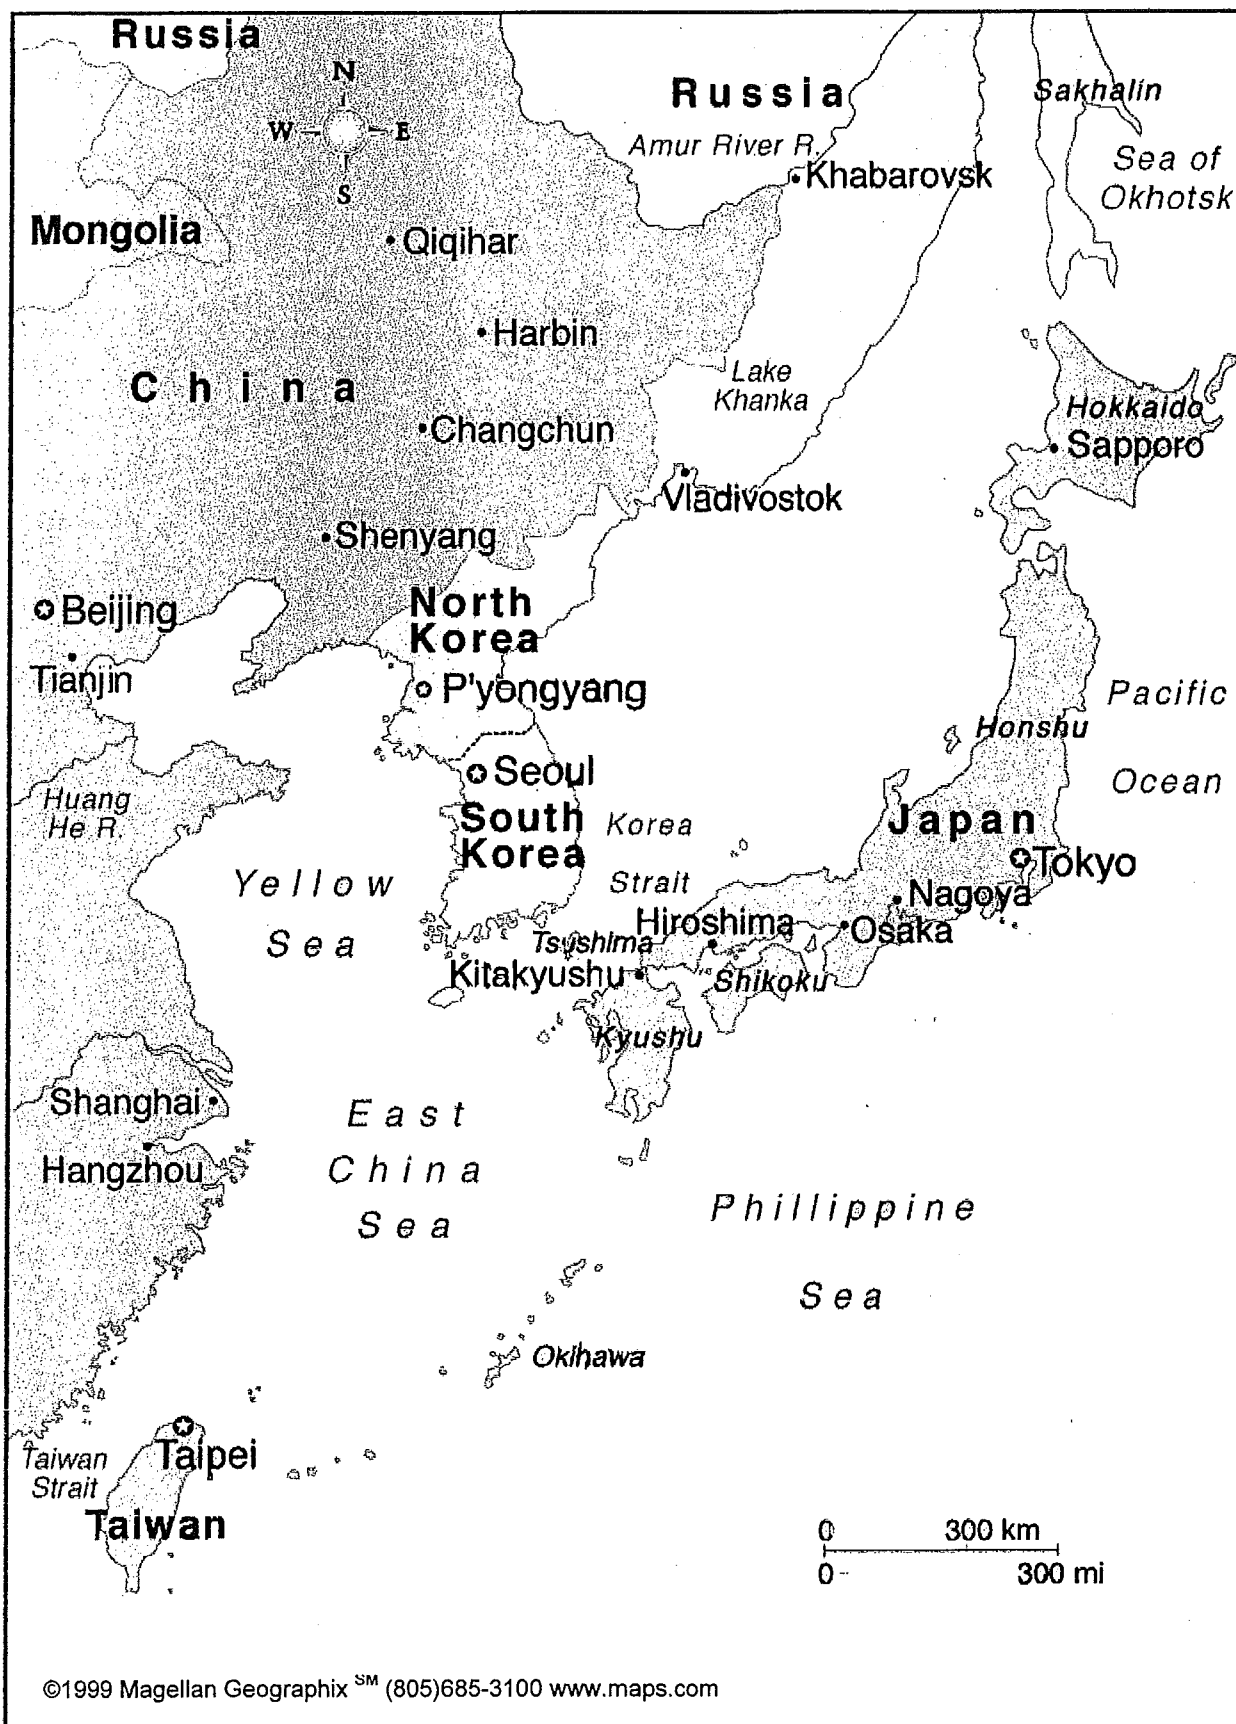 Russia
N
W
E
S
Russia
Amur River R.
Khabarovsk
Sakhalin
Sea of
Okhotsk
Mongolia
Qiqihar
Harbin
China
Lake
Khanka
Changchun
Hokkaido
Sapporo
Vladivostok
Shenyang
North
Korea
Beijing
Tianjin
P'yongyang
Pacific
Ocean
Honshu
Seoul
Huang
He R.
South
Korea
Korea
Strait
Japan
Tokyo
Yellow
Sea
Nagoya
Hiroshima
Osaka
Tsushima
Kitakyushu
Shikoku
Kyushu
Shanghai
Hangzhou
East
China
Sea
Phillippine
Sea
Okihawa
Taipei
Taiwan
Strait
Taiwan
0 300 km
0 300 mi
©1999 Magellan Geographix SM (805)685-3100 www.maps.com